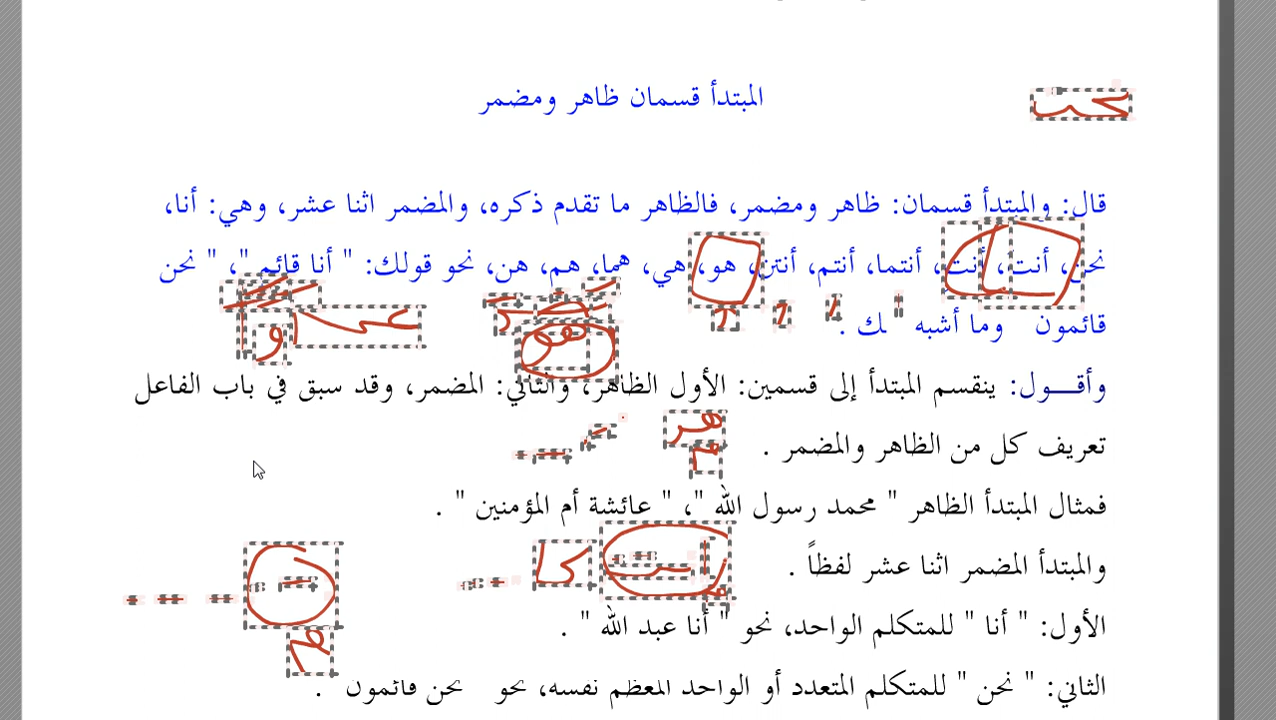 المبتدأ قسمان ظاهر ومضمر
قال: والمبتدأ قسمان: ظاهر ومضمر، فالظاهر ما تقدم ذكره، والمضمر اثنا عشر، وهي: أنا،
نحن، أنت، أنت، أنتما، أنتم، أنتن، هو، هي، هما، هم، هن، نحو قولك: " أنا قائم "، " نحن
قائمون وما أشبه
وأقـــول: ينقسم المبتدأ إلى قسمين: الأول الظاهر، والثاني: المضمر، وقد سبق في باب الفاعل
تعريف كل من الظاهر والمضمر .
فمثال المبتدأ الظاهر " محمد رسول الله "، " عائشة أم المؤمنين " .
والمبتدأ المضمر اثنا عشر لفظاً .
الأول: " أنا " للمتكلم الواحد، نحو " أنا عبد الله " .
الثاني: " نحن " للمتكلم المتعدد أو الواحد المعظم نفسه، نحو نحن قائمون .